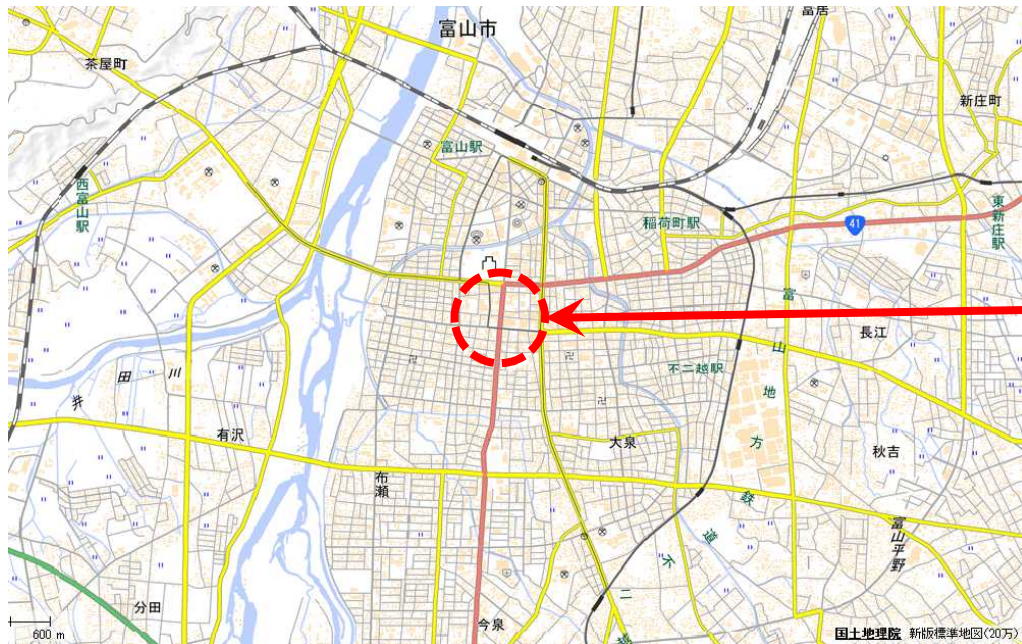 富山市
富居
茶屋町
新庄町
富山駅
西富山駅
稲荷町駅
41
東新庄駅
富山地方鉄道不二越
長江
不二越駅
井田川
有沢
大泉
秋吉
布瀬
富山平野
分田
今泉
600 m
国土地理院 新版標準地図(20万)